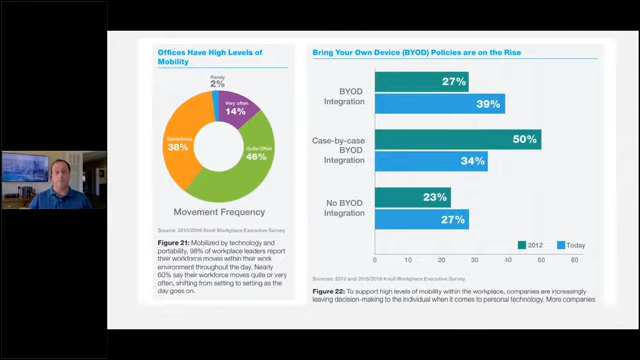 Offices Have High Levels of
Mobility
Rarely
2%
Very often
14%
Sometimes
38%
Quite Often
46%
Movement Frequency
Source: 2015/2016 Knoll Workplace Executive Survey
Figure 21: Mobilized by technology and
portability, 98% of workplace leaders report
their workforce moves within their work
environment throughout the day. Nearly
60% say their workforce moves quite or very
often, shifting from setting to setting as the
day goes on.
Bring Your Own Device (BYOD) Policies are on the Rise
BYOD
Integration
27%
39%
Case-by-case
BYOD
Integration
50%
34%
No BYOD
Integration
23%
27%
2012
Today
0
10
20
30
40
50
60
Sources: 2012 and 2015/2016 Knoll Workplace Executive Survey
Figure 22: To support high levels of mobility within the workplace, companies are increasingly
leaving decision-making to the individual when it comes to personal technology. More companies